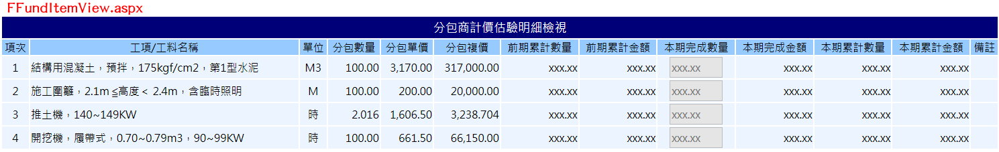 FFundItemView.aspx
分包商計價估驗明細檢視
項次 工項/工料名稱 單位 分包數量 分包單價 分包複價 前期累計數量 前期累計金額 本期完成數量 本期完成金額 本期累計數量 本期累計金額 備註
1 結構用混凝土，預拌，175kgf/cm2，第1型水泥 M3 100.00 3,170.00 317,000.00 xxx.xx xxx.xx xxx.xx xxx.xx xxx.xx xxx.xx
2 施工圍籬，2.1m ≦高度< 2.4m，含臨時照明 M 100.00 200.00 20,000.00 xxx.xx xxx.xx xxx.xx xxx.xx xxx.xx xxx.xx
3 推土機，140~149KW 時 2.016 1,606.50 3,238.704 xxx.xx xxx.xx xxx.xx xxx.xx xxx.xx xxx.xx
4 開挖機，履帶式，0.70~0.79m3，90~99KW 時 100.00 661.50 66,150.00 xxx.xx xxx.xx xxx.xx xxx.xx xxx.xx xxx.xx